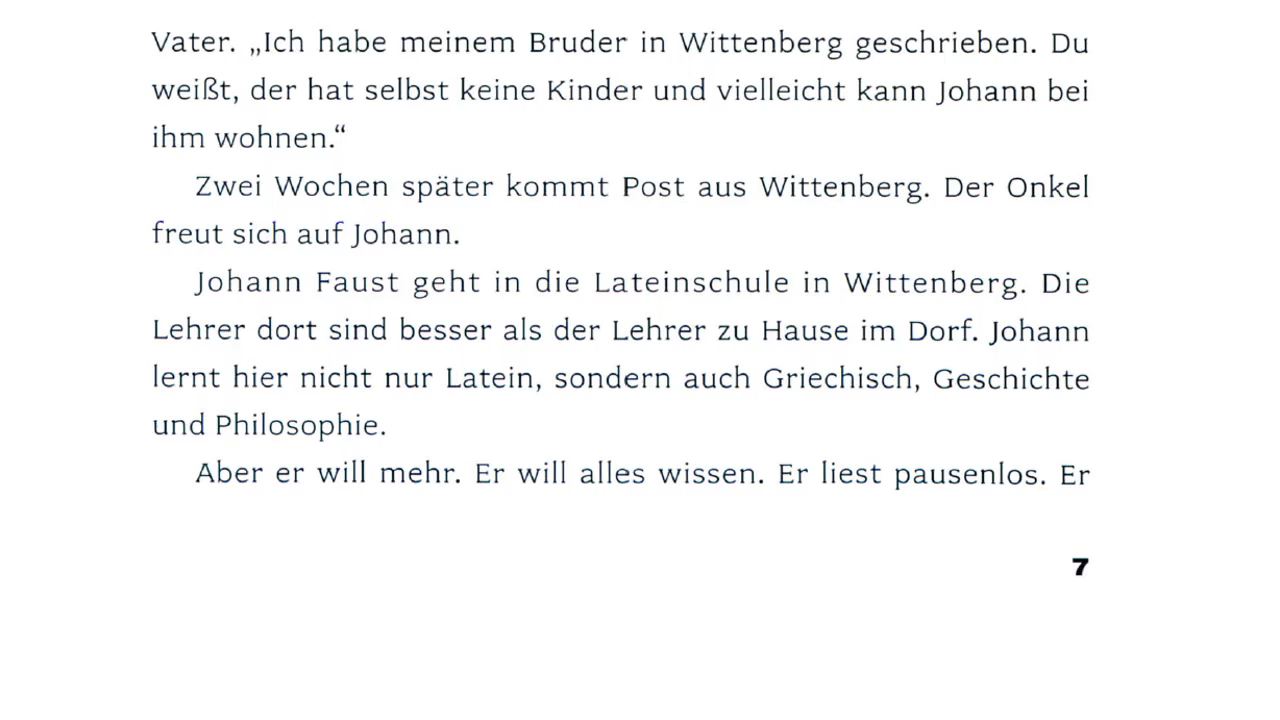 Vater. „Ich habe meinem Bruder in Wittenberg geschrieben. Du
weißt, der hat selbst keine Kinder und vielleicht kann Johann bei
ihm wohnen.“
Zwei Wochen später kommt Post aus Wittenberg. Der Onkel
freut sich auf Johann.
Johann Faust geht in die Lateinschule in Wittenberg. Die
Lehrer dort sind besser als der Lehrer zu Hause im Dorf. Johann
lernt hier nicht nur Latein, sondern auch Griechisch, Geschichte
und Philosophie.
Aber er will mehr. Er will alles wissen. Er liest pausenlos. Er
7